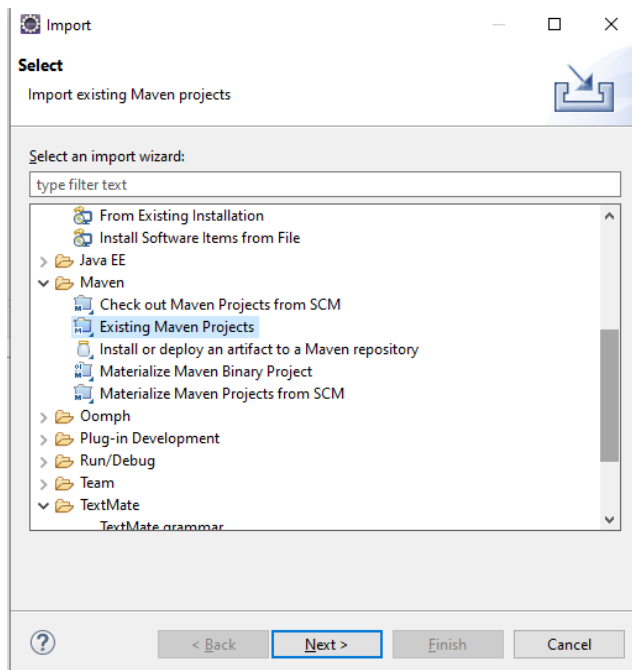 Import
Select
Import existing Maven projects
Select an import wizard:
type filter text
From Existing Installation
Install Software Items from File
Java EE
Maven
Check out Maven Projects from SCM
Existing Maven Projects
Install or deploy an artifact to a Maven repository
Materialize Maven Binary Project
Materialize Maven Projects from SCM
Oomph
Plug-in Development
Run/Debug
Team
TextMate
TextMate grammar
< Back Next > Finish Cancel